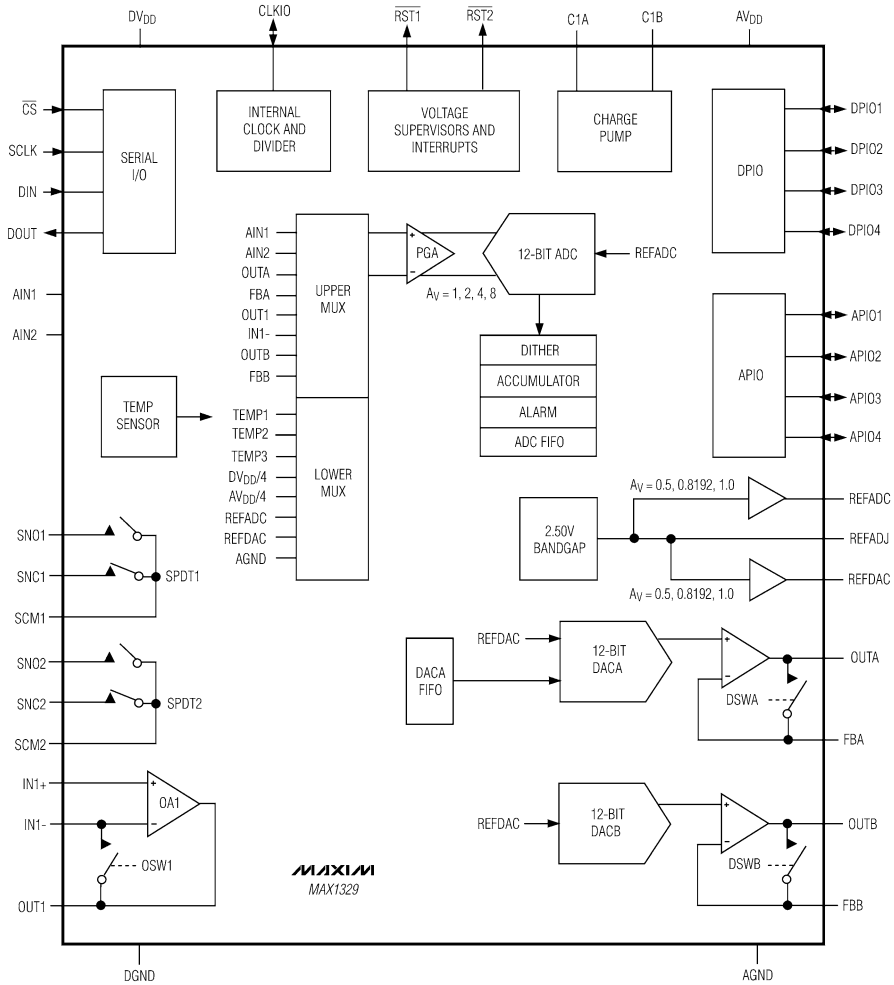 DVDD
CLKIO
RST1
RST2
C1A
C1B
AVDD
CS
SCLK
DIN
DOUT
SERIAL
I/O
INTERNAL
CLOCK AND
DIVIDER
VOLTAGE
SUPERVISORS AND
INTERRUPTS
CHARGE
PUMP
DPIO
DPIO1
DPIO2
DPIO3
DPIO4
AIN1
AIN2
AIN1
AIN2
OUTA
FBA
OUT1
IN1-
OUTB
FBB
UPPER
MUX
+
PGA
−
AV = 1, 2, 4, 8
12-BIT ADC
REFADC
DITHER
ACCUMULATOR
ALARM
ADC FIFO
APIO
APIO1
APIO2
APIO3
APIO4
TEMP
SENSOR
TEMP1
TEMP2
TEMP3
DVDD/4
AVDD/4
REFADC
REFDAC
AGND
LOWER
MUX
2.50V
BANDGAP
AV = 0.5, 0.8192, 1.0
AV = 0.5, 0.8192, 1.0
REFADC
REFADJ
REFDAC
SNO1
SNC1
SCM1
SPDT1
SNO2
SNC2
SCM2
SPDT2
DACA
FIFO
REFDAC
12-BIT
DACA
+
−
DSWA
OUTA
FBA
IN1+
IN1-
OUT1
+
OA1
−
OSW1
REFDAC
12-BIT
DACB
+
−
DSWB
OUTB
FBB
MAXIM
MAX1329
DGND
AGND